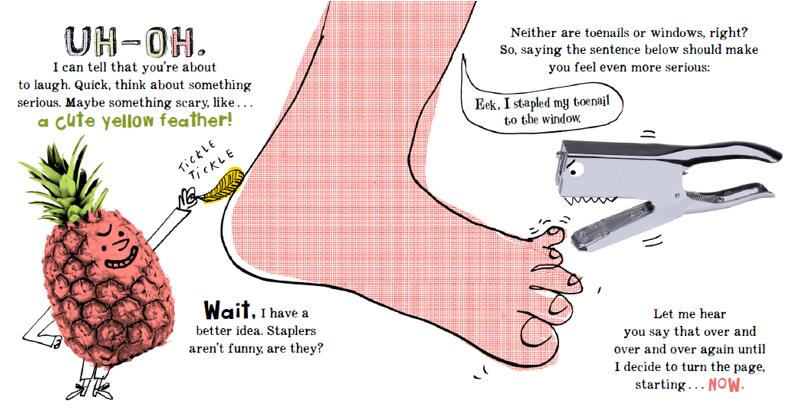 UH-OH.
I can tell that you're about
to laugh. Quick, think about something
serious. Maybe something scary, like...
a cute yellow feather!
TICKLE
TICKLE
Wait, I have a
better idea. Staplers
aren't funny, are they?
Neither are toenails or windows, right?
So, saying the sentence below should make
you feel even more serious:
Eek, I stapled my toenail
to the window.
Let me hear
you say that over and
over and over again until
I decide to turn the page,
starting... NOW.